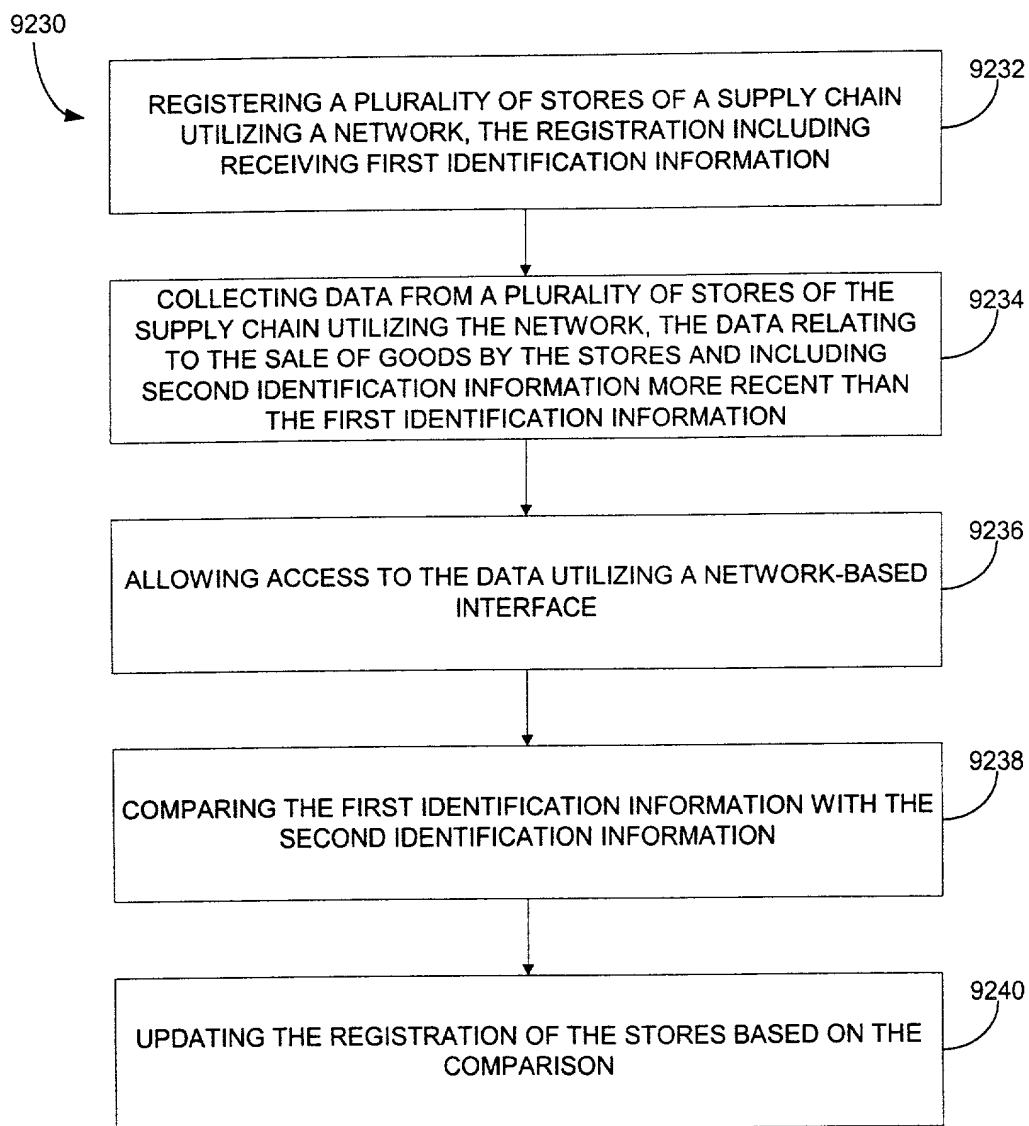 9230
9232
REGISTERING A PLURALITY OF STORES OF A SUPPLY CHAIN
UTILIZING A NETWORK, THE REGISTRATION INCLUDING
RECEIVING FIRST IDENTIFICATION INFORMATION
9234
COLLECTING DATA FROM A PLURALITY OF STORES OF THE
SUPPLY CHAIN UTILIZING THE NETWORK, THE DATA RELATING
TO THE SALE OF GOODS BY THE STORES AND INCLUDING
SECOND IDENTIFICATION INFORMATION MORE RECENT THAN
THE FIRST IDENTIFICATION INFORMATION
9236
ALLOWING ACCESS TO THE DATA UTILIZING A NETWORK-BASED
INTERFACE
9238
COMPARING THE FIRST IDENTIFICATION INFORMATION WITH THE
SECOND IDENTIFICATION INFORMATION
9240
UPDATING THE REGISTRATION OF THE STORES BASED ON THE
COMPARISON